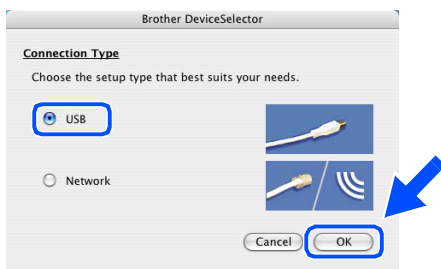 Brother DeviceSelector
Connection Type
Choose the setup type that best suits your needs.
USB
Network
Cancel OK